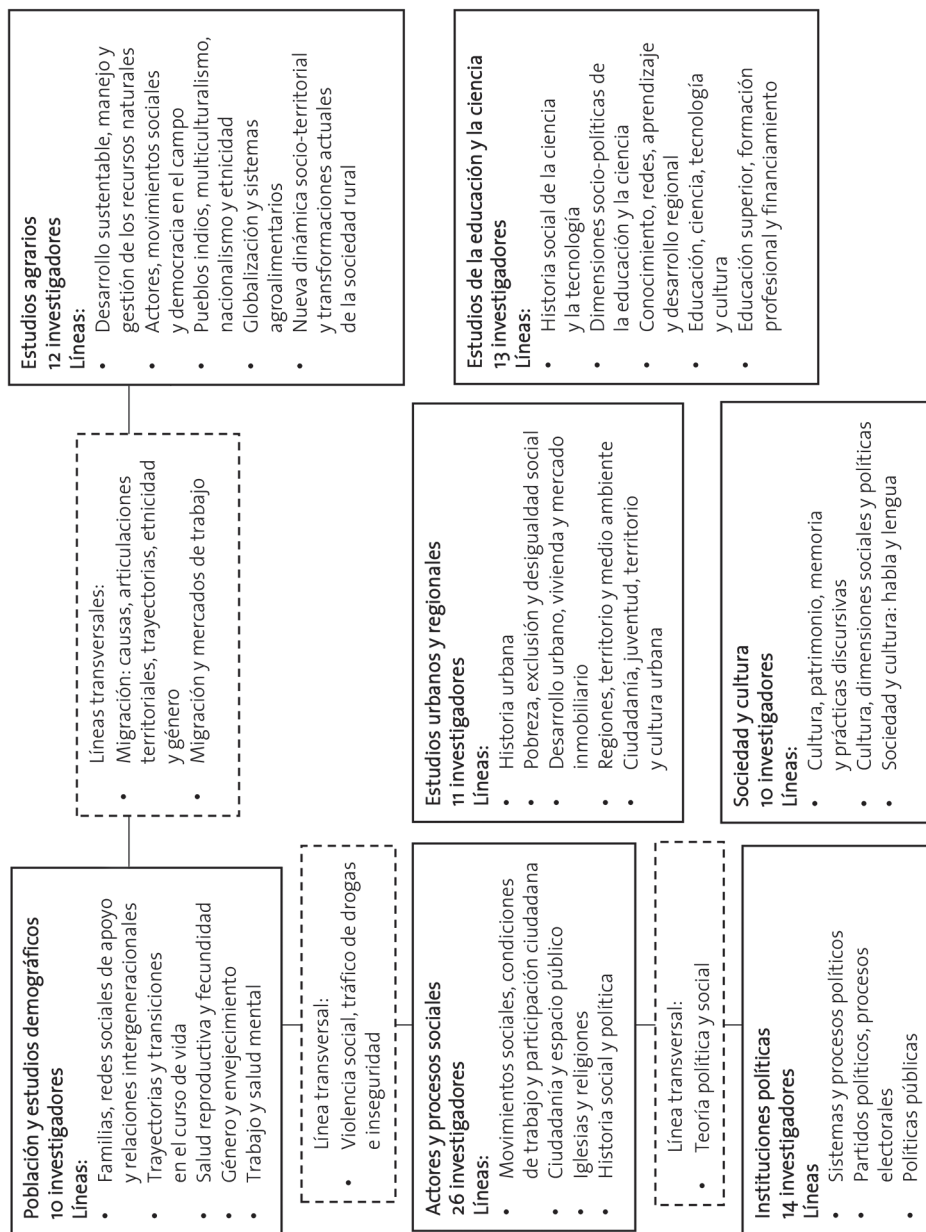 Población y estudios demográficos
10 investigadores
Líneas:
• Familias, redes sociales de apoyo
y relaciones intergeneracionales
• Trayectorias y transiciones
en el curso de vida
• Salud reproductiva y fecundidad
• Género y envejecimiento
• Trabajo y salud mental
Líneas transversales:
• Migración: causas, articulaciones
territoriales, trayectorias, etnicidad
y género
• Migración y mercados de trabajo
Estudios agrarios
12 investigadores
Líneas:
• Desarrollo sustentable, manejo y
gestión de los recursos naturales
• Actores, movimientos sociales
y democracia en el campo
• Pueblos indios, multiculturalismo,
nacionalismo y etnicidad
• Globalización y sistemas
agroalimentarios
• Nueva dinámica socio-territorial
y transformaciones actuales
de la sociedad rural
Línea transversal:
• Violencia social, tráfico de drogas
e inseguridad
Actores y procesos sociales
26 investigadores
Líneas:
• Movimientos sociales, condiciones
de trabajo y participación ciudadana
• Ciudadanía y espacio público
• Iglesias y religiones
• Historia social y política
Estudios urbanos y regionales
11 investigadores
Líneas:
• Historia urbana
• Pobreza, exclusión y desigualdad social
• Desarrollo urbano, vivienda y mercado
inmobiliario
• Regiones, territorio y medio ambiente
• Ciudadanía, juventud, territorio
y cultura urbana
Estudios de la educación y la ciencia
13 investigadores
Líneas:
• Historia social de la ciencia
y la tecnología
• Dimensiones socio-políticas de
la educación y la ciencia
• Conocimiento, redes, aprendizaje
y desarrollo regional
• Educación, ciencia, tecnología
y cultura
• Educación superior, formación
profesional y financiamiento
Línea transversal:
• Teoría política y social
Instituciones políticas
14 investigadores
Líneas
• Sistemas y procesos políticos
• Partidos políticos, procesos
electorales
• Políticas públicas
Sociedad y cultura
10 investigadores
Líneas:
• Cultura, patrimonio, memoria
y prácticas discursivas
• Cultura, dimensiones sociales y políticas
• Sociedad y cultura: habla y lengua